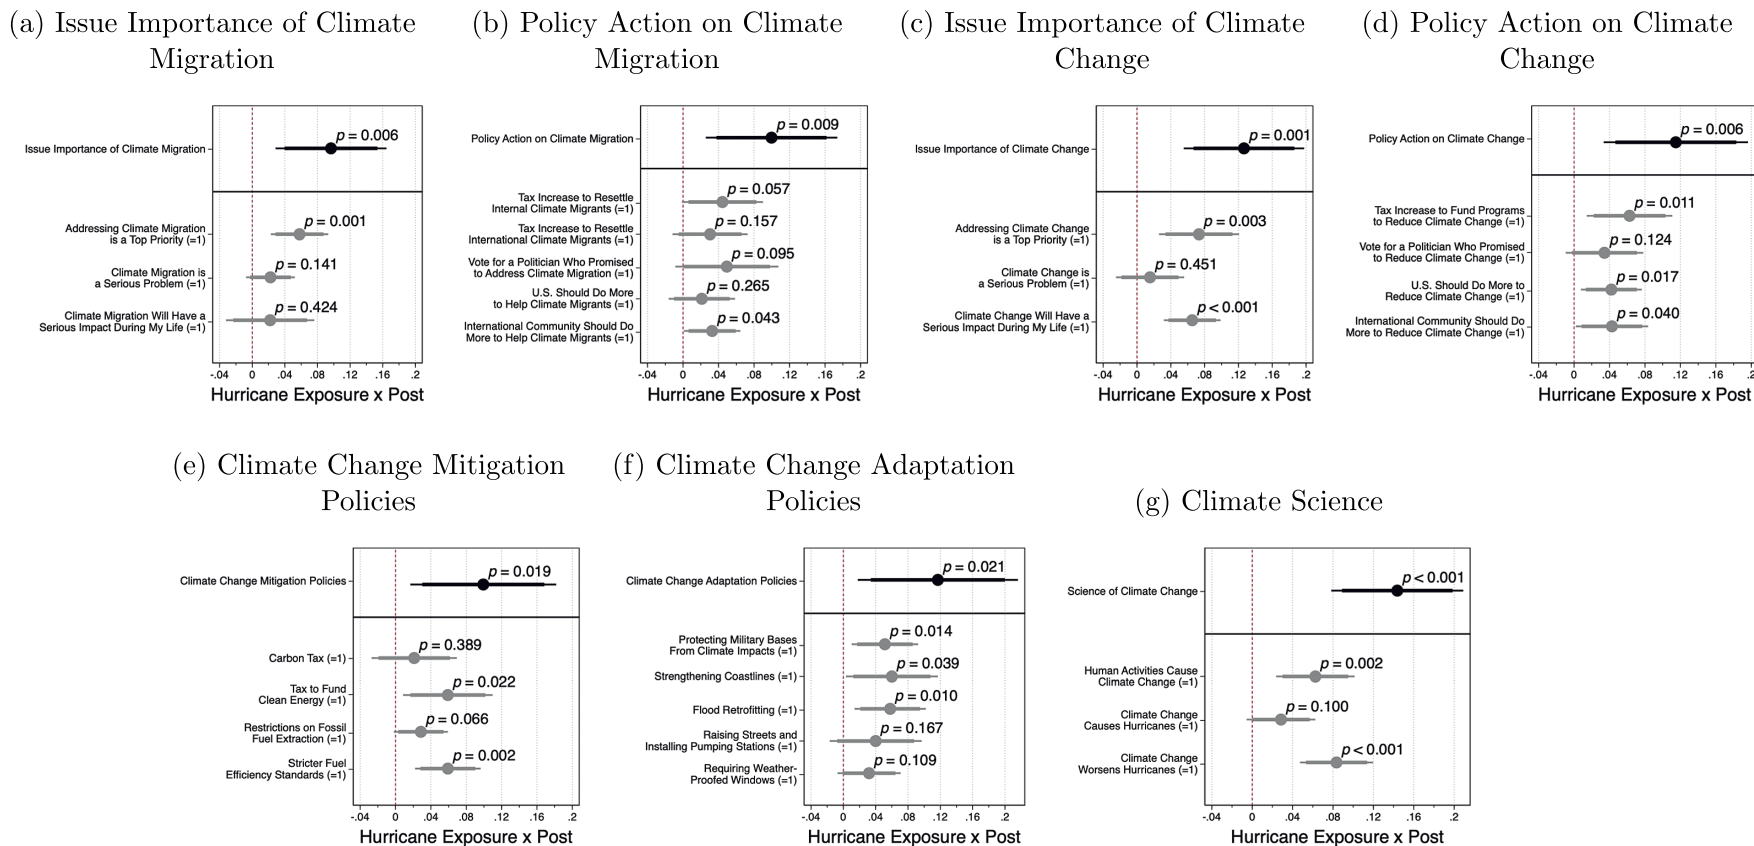 (a) Issue Importance of Climate
Migration
Issue Importance of Climate Migration
p = 0.006
Addressing Climate Migration
is a Top Priority (=1)
p = 0.001
Climate Migration is
a Serious Problem (=1)
p = 0.141
Climate Migration Will Have a
Serious Impact During My Life (=1)
p = 0.424
-.04 0 .04 .08 .12 .16 .2
Hurricane Exposure x Post
(b) Policy Action on Climate
Migration
Policy Action on Climate Migration
p = 0.009
Tax Increase to Resettle
Internal Climate Migrants (=1)
p = 0.057
Tax Increase to Resettle
International Climate Migrants (=1)
p = 0.157
Vote for a Politician Who Promised
to Address Climate Migration (=1)
p = 0.095
U.S. Should Do More
to Help Climate Migrants (=1)
p = 0.265
International Community Should Do
More to Help Climate Migrants (=1)
p = 0.043
-.04 0 .04 .08 .12 .16 .2
Hurricane Exposure x Post
(c) Issue Importance of Climate
Change
Issue Importance of Climate Change
p = 0.001
Addressing Climate Change
is a Top Priority (=1)
p = 0.003
Climate Change is
a Serious Problem (=1)
p = 0.451
Climate Change Will Have a
Serious Impact During My Life (=1)
p < 0.001
-.04 0 .04 .08 .12 .16 .2
Hurricane Exposure x Post
(d) Policy Action on Climate
Change
Policy Action on Climate Change
p = 0.006
Tax Increase to Fund Programs
to Reduce Climate Change (=1)
p = 0.011
Vote for a Politician Who Promised
to Reduce Climate Change (=1)
p = 0.124
U.S. Should Do More to
Reduce Climate Change (=1)
p = 0.017
International Community Should Do
More to Reduce Climate Change (=1)
p = 0.040
-.04 0 .04 .08 .12 .16 .2
Hurricane Exposure x Post
(e) Climate Change Mitigation
Policies
Climate Change Mitigation Policies
p = 0.019
Carbon Tax (=1)
p = 0.389
Tax to Fund
Clean Energy (=1)
p = 0.022
Restrictions on Fossil
Fuel Extraction (=1)
p = 0.066
Stricter Fuel
Efficiency Standards (=1)
p = 0.002
-.04 0 .04 .08 .12 .16 .2
Hurricane Exposure x Post
(f) Climate Change Adaptation
Policies
Climate Change Adaptation Policies
p = 0.021
Protecting Military Bases
From Climate Impacts (=1)
p = 0.014
Strengthening Coastlines (=1)
p = 0.039
Flood Retrofitting (=1)
p = 0.010
Raising Streets and
Installing Pumping Stations (=1)
p = 0.167
Requiring Weather-
Proofed Windows (=1)
p = 0.109
-.04 0 .04 .08 .12 .16 .2
Hurricane Exposure x Post
(g) Climate Science
Science of Climate Change
p < 0.001
Human Activities Cause
Climate Change (=1)
p = 0.002
Climate Change
Causes Hurricanes (=1)
p = 0.100
Climate Change
Worsens Hurricanes (=1)
p < 0.001
-.04 0 .04 .08 .12 .16 .2
Hurricane Exposure x Post